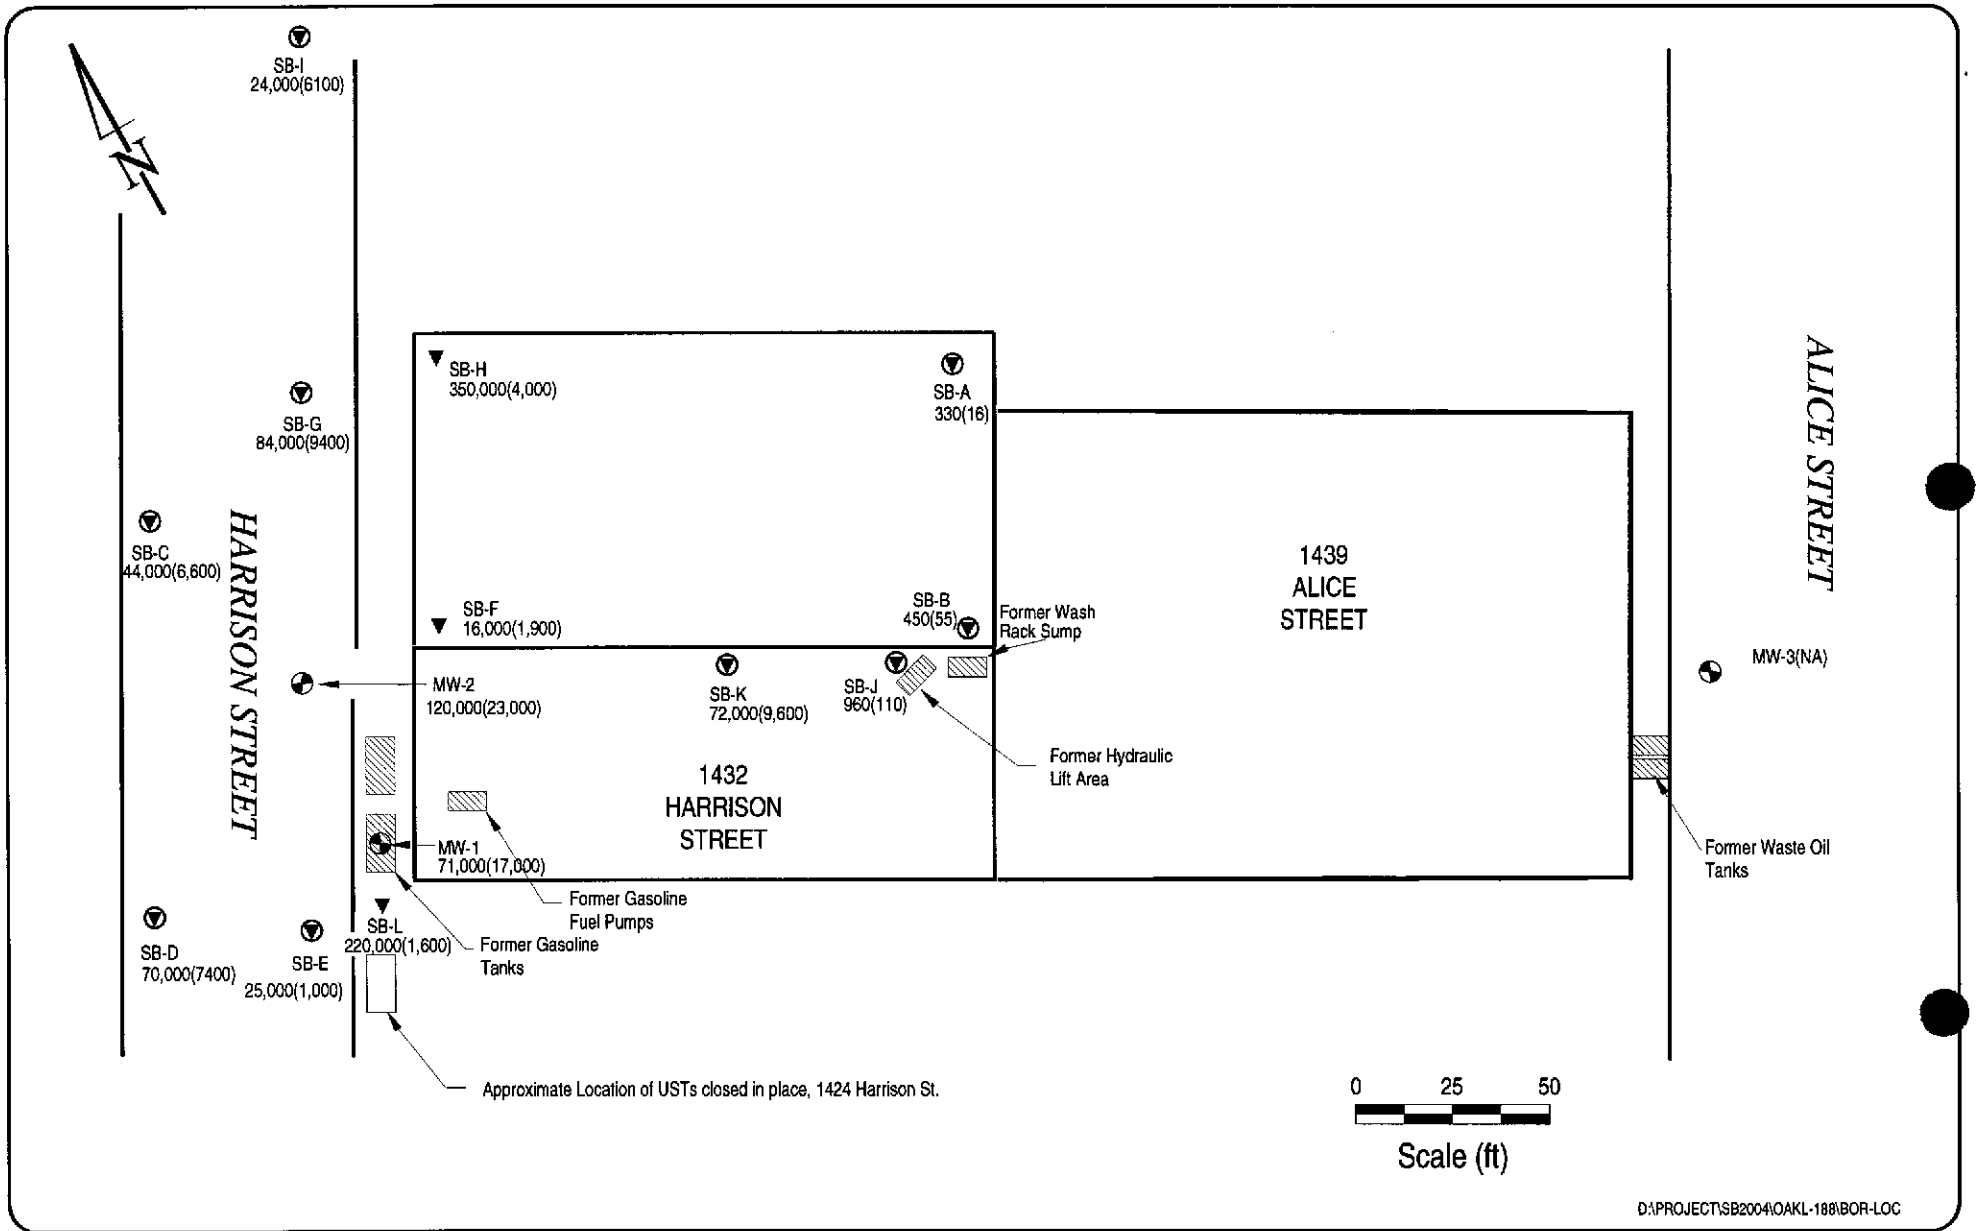 SB-I
24,000(6100)
N
SB-H
350,000(4,000)
SB-A
330(16)
SB-G
84,000(9400)
ALICE STREET
SB-C
44,000(6,600)
HARRISON STREET
1439
ALICE
STREET
SB-F
16,000(1,900)
SB-B
450(55)
Former Wash
Rack Sump
MW-3(NA)
MW-2
120,000(23,000)
SB-K
72,000(9,600)
SB-J
960(110)
Former Hydraulic
Lift Area
1432
HARRISON
STREET
MW-1
71,000(17,000)
Former Waste Oil
Tanks
Former Gasoline
Fuel Pumps
SB-L
220,000(1,600)
Former Gasoline
Tanks
SB-D
70,000(7400)
SB-E
25,000(1,000)
Approximate Location of USTs closed in place, 1424 Harrison St.
0 25 50
Scale (ft)
D:\PROJECT\SB2004\OAKL-188\BOR-LOC